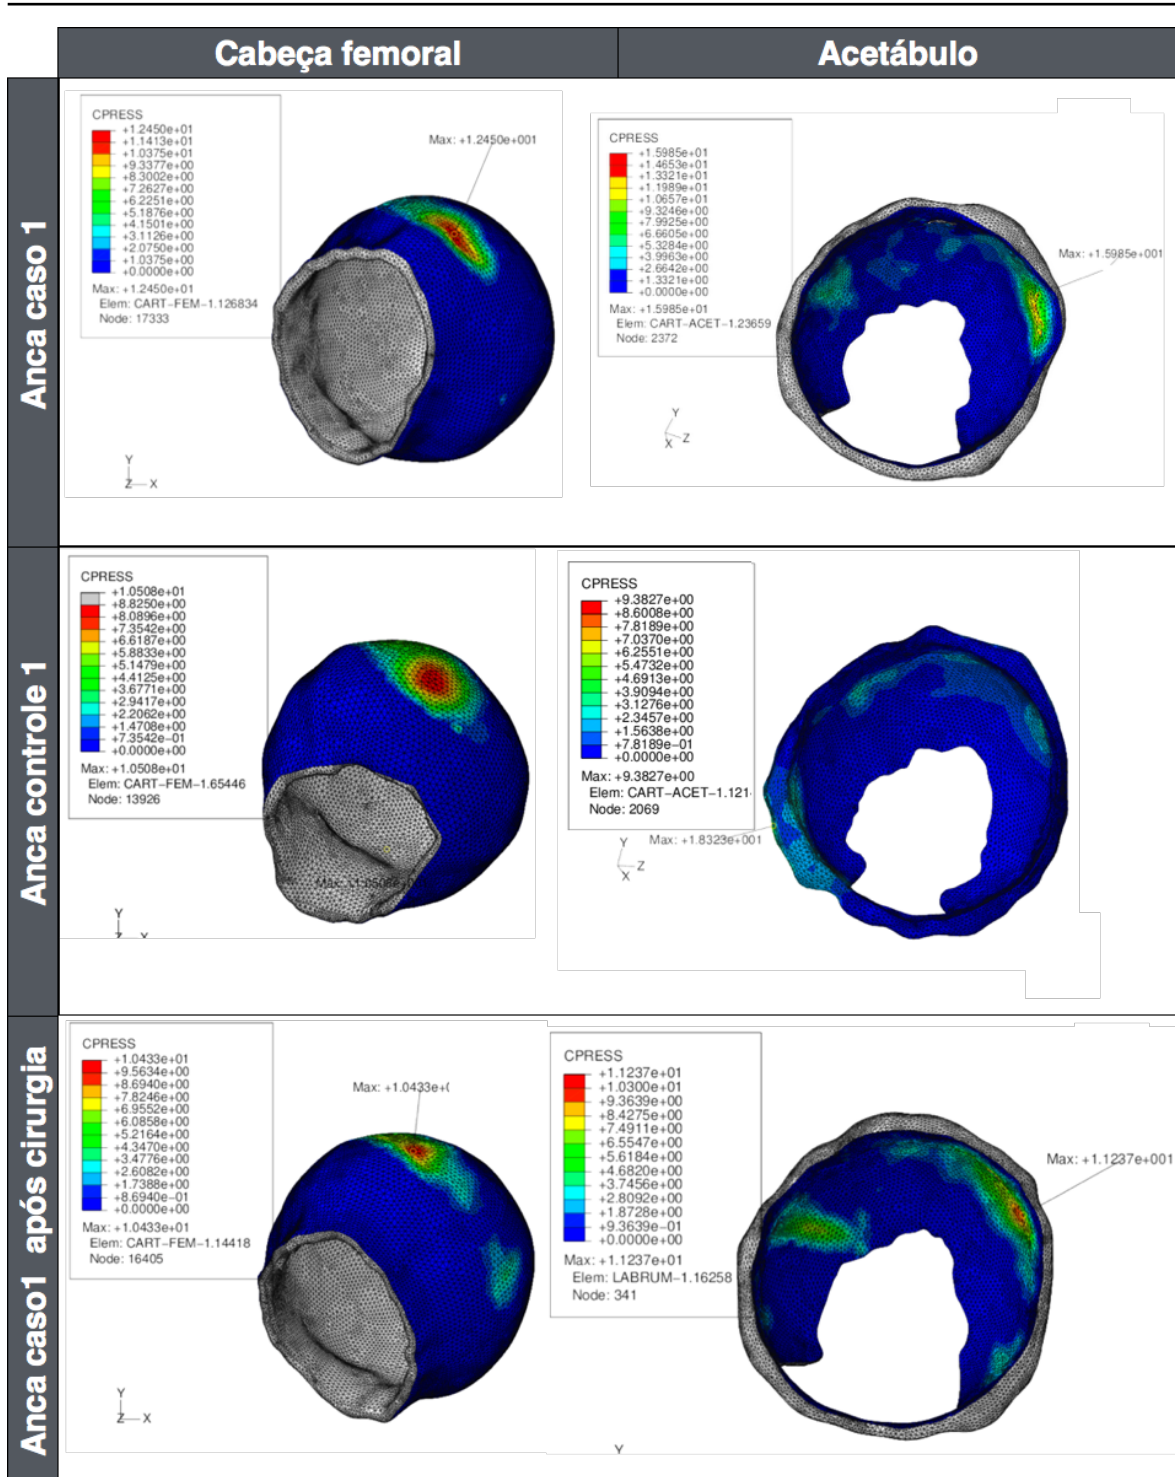 Cabeça femoral
Acetábulo
Anca caso 1
CPRESS
+1.2450e+01
+1.1413e+01
+1.0375e+01
+9.3377e+00
+8.3002e+00
+7.2627e+00
+6.2251e+00
+5.1876e+00
+4.1501e+00
+3.1126e+00
+2.0750e+00
+1.0375e+00
+0.0000e+00
Max: +1.2450e+01
Elem: CART-FEM-1.126834
Node: 17333
Max: +1.2450e+001
Y
Z
X
CPRESS
+1.5985e+01
+1.4653e+01
+1.3321e+01
+1.1989e+01
+1.0657e+01
+9.3246e+00
+7.9925e+00
+6.6605e+00
+5.3284e+00
+3.9963e+00
+2.6642e+00
+1.3321e+00
+0.0000e+00
Max: +1.5985e+01
Elem: CART-ACET-1.23659
Node: 2372
Max: +1.5985e+001
Y
X
Z
Anca controle 1
CPRESS
+1.0508e+01
+8.8250e+00
+8.0896e+00
+7.3542e+00
+6.6187e+00
+5.8833e+00
+5.1479e+00
+4.4125e+00
+3.6771e+00
+2.9417e+00
+2.2062e+00
+1.4708e+00
+7.3542e-01
+0.0000e+00
Max: +1.0508e+01
Elem: CART-FEM-1.65446
Node: 13926
Y
CPRESS
+9.3827e+00
+8.6008e+00
+7.8189e+00
+7.0370e+00
+6.2551e+00
+5.4732e+00
+4.6913e+00
+3.9094e+00
+3.1276e+00
+2.3457e+00
+1.5638e+00
+7.8189e-01
+0.0000e+00
Max: +9.3827e+00
Elem: CART-ACET-1.121
Node: 2069
Max: +1.8323e+001
Y
Z
X
Anca caso1 após cirurgia
CPRESS
+1.0433e+01
+9.5634e+00
+8.6940e+00
+7.8246e+00
+6.9552e+00
+6.0858e+00
+5.2164e+00
+4.3470e+00
+3.4776e+00
+2.6082e+00
+1.7388e+00
+8.6940e-01
+0.0000e+00
Max: +1.0433e+01
Elem: CART-FEM-1.14418
Node: 16405
Max: +1.0433e+(
Y
Z
X
CPRESS
+1.1237e+01
+1.0300e+01
+9.3639e+00
+8.4275e+00
+7.4911e+00
+6.5547e+00
+5.6184e+00
+4.6820e+00
+3.7456e+00
+2.8092e+00
+1.8728e+00
+9.3639e-01
+0.0000e+00
Max: +1.1237e+01
Elem: LABRUM-1.16258
Node: 341
Max: +1.1237e+001
Y